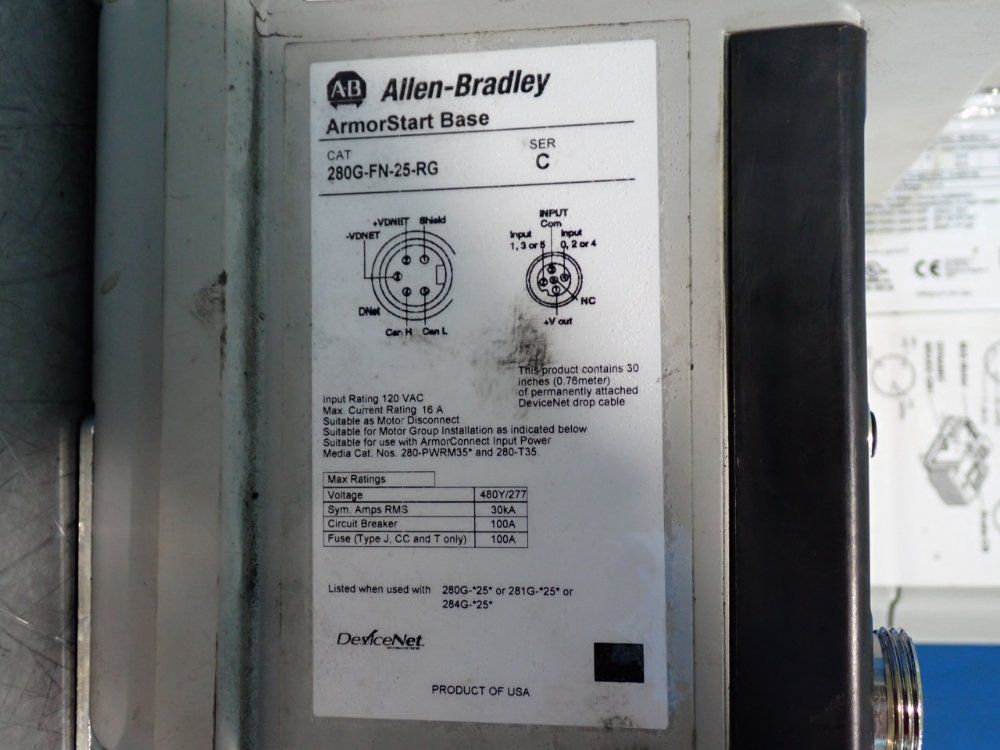 A-B Allen-Bradley
ArmorStart Base
CAT
280G-FN-25-RG
SER
C
+VDNET Shield
-VDNET
DNet
Can H Can L
INPUT
Com
Input
1, 3 or 5
Input
0, 2 or 4
NC
+V out
This product contains 30
inches (0.76meter)
of permanently attached
DeviceNet drop cable
Input Rating 120 VAC
Max. Current Rating 16 A
Suitable as Motor Disconnect
Suitable for Motor Group Installation as indicated below
Suitable for use with ArmorConnect Input Power
Media Cat. Nos. 280-PWRM35* and 280-T35.
Max Ratings
Voltage 480Y/277
Sym. Amps RMS 30kA
Circuit Breaker 100A
Fuse (Type J, CC and T only) 100A
Listed when used with 280G-*25* or 281G-*25* or
284G-*25*
DeviceNet.
PRODUCT OF USA
CE